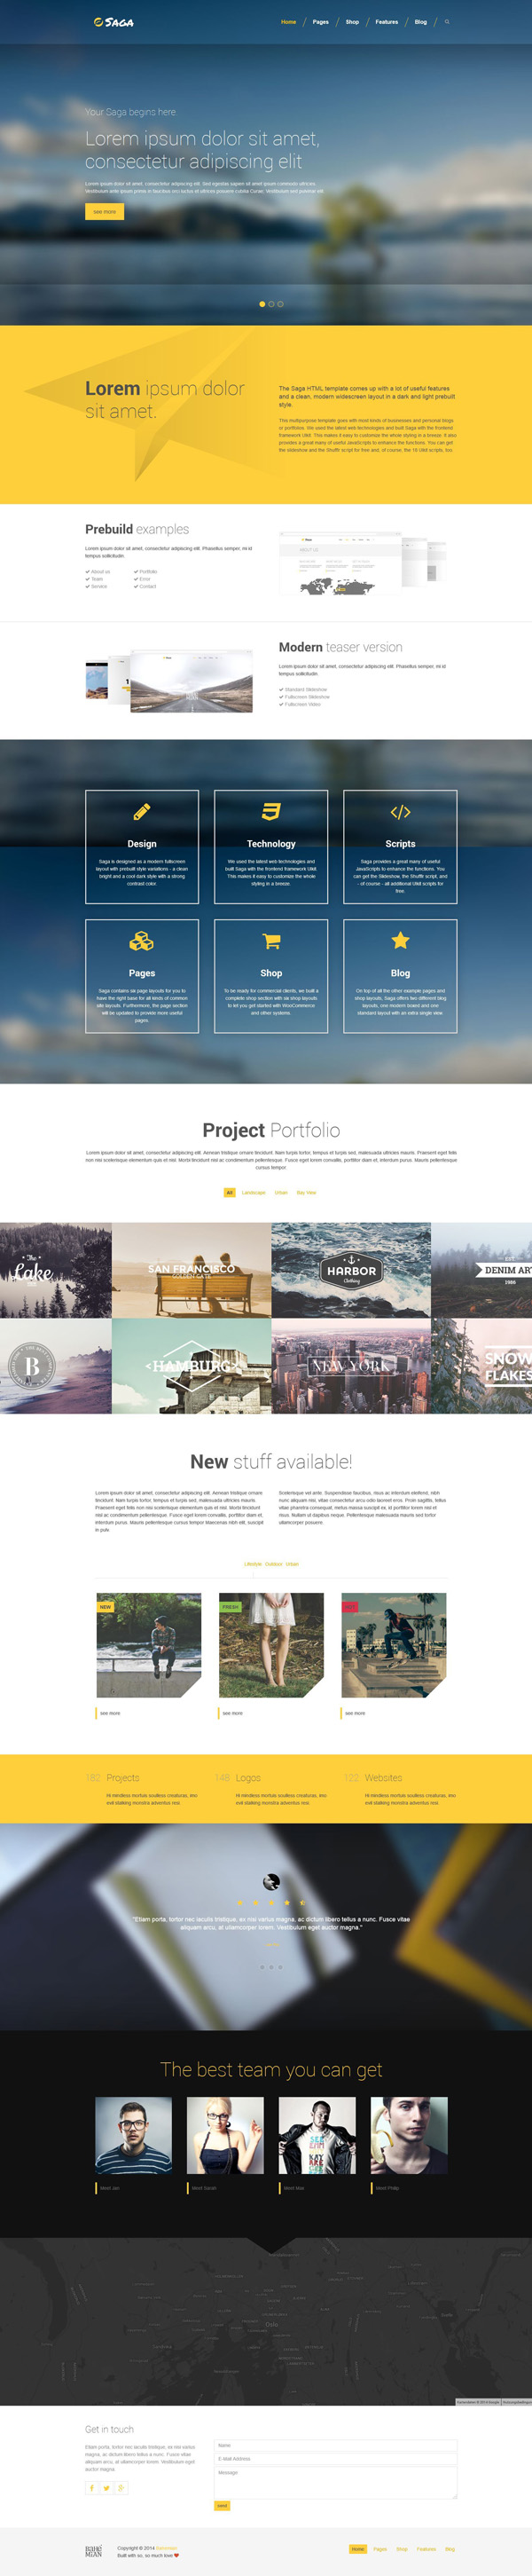 Saga
Home / Pages / Shop / Features / Blog /
Your Saga begins here
Lorem ipsum dolor sit amet,
consectetur adipiscing elit
Lorem ipsum dolor sit amet, consectetur adipiscing elit. Sed egestas sapien sit amet ipsum commodo ultrices.
Vestibulum ante ipsum primis in faucibus orci luctus et ultrices posuere cubilia Curae; Vestibulum sed pulvinar elit.
see more
Lorem ipsum dolor
sit amet.
The Saga HTML template comes up with a lot of useful features
and a clean, modern widescreen layout in a dark and light prebuilt
style.
This multipurpose template goes with most kinds of businesses and personal blogs
or portfolios. We used the latest web technologies and built Saga with the frontend
framework UIkit. This makes it easy to customize the whole styling in a breeze. It also
provides a great many of useful JavaScripts to enhance the functions. You can get
the slideshow and the Shufflr script for free and, of course, the 16 UIkit scripts, too.
Prebuild examples
Lorem ipsum dolor sit amet, consectetur adipiscing elit. Phasellus semper, mi id
tempus sollicitudin.
About us
Portfolio
Team
Error
Service
Contact
ABOUT US
Modern teaser version
Lorem ipsum dolor sit amet, consectetur adipiscing elit. Phasellus semper, mi id
tempus sollicitudin.
Standard Slideshow
Fullscreen Slideshow
Fullscreen Video
Design
Saga is designed as a modern fullscreen
layout with prebuilt style variations - a clean
bright and a cool dark style with a strong
contrast color.
Technology
We used the latest web technologies and
built Saga with the frontend framework UIkit.
This makes it easy to customize the whole
styling in a breeze.
Scripts
Saga provides a great many of useful
JavaScripts to enhance the functions. You
can get the Slideshow, the Shufflr script, and
- of course - all additional UIkit scripts for
free.
Pages
Saga contains six page layouts for you to
have the right base for all kinds of common
site layouts. Furthermore, the page section
will be updated to provide more useful
pages.
Shop
To be ready for commercial clients, we built a
complete shop section with six shop layouts
to let you get started with WooCommerce
and other systems.
Blog
On top of all the other example pages and
shop layouts, Saga offers two different blog
layouts, one modern grid based and one
standard layout with an extra single view.
Project Portfolio
Lorem ipsum dolor sit amet, consectetur adipiscing elit. Aenean tristique ornare tincidunt. Nam turpis tortor, tempus et turpis sed, malesuada ultricies mauris. Praesent eget felis
non nisi scelerisque elementum quis et nisl. Morbi tincidunt nisl ac condimentum pellentesque. Fusce eget lorem convallis, porttitor diam et, interdum purus. Mauris pellentesque
cursus tempor.
All Landscape Urban Bay View
The
Lake
SAN FRANCISCO
GOLDEN GATE
HARBOR
Clothing
EST.
DENIM AR
1986
B
<HAMBURG>
NEW YORK
SNOW
FLAKES
New stuff available!
Lorem ipsum dolor sit amet, consectetur adipiscing elit. Aenean tristique ornare
tincidunt. Nam turpis tortor, tempus et turpis sed, malesuada ultricies mauris.
Praesent eget felis non nisi scelerisque elementum quis et nisl. Morbi tincidunt
nisl ac condimentum pellentesque. Fusce eget lorem convallis, porttitor diam et,
interdum purus. Mauris pellentesque cursus tempor. Maecenas nibh elit, suscipit
in pulv.
Scelerisque vel ante. Suspendisse faucibus, risus ac interdum eleifend, nibh
nunc aliquam nisi, vitae consectetur arcu odio laoreet eros. Proin sagittis, tellus
vitae pharetra consequat, metus massa suscipit est, id porttitor lorem nisl et
risus. Nullam ut dapibus neque. Pellentesque malesuada mauris sed tortor
ullamcorper posuere.
Lifestyle Outdoor Urban
NEW
FRESH
HOT
see more
see more
see more
182 Projects
Hi mindless mortuis soulless creaturas, imo
evil stalking monstra adventus resi
148 Logos
Hi mindless mortuis soulless creaturas, imo
evil stalking monstra adventus resi
122 Websites
Hi mindless mortuis soulless creaturas, imo
evil stalking monstra adventus resi
"Etiam porta, tortor nec iaculis tristique, ex nisi varius magna, ac dictum libero tellus a nunc. Fusce vitae
aliquam arcu, at ullamcorper lorem. Vestibulum eget auctor magna."
The best team you can get
Meet Jan
Meet Sarah
Meet Max
Meet Philip
Oslo
Get in touch
Etiam porta, tortor nec iaculis tristique, ex nisi varius
magna, ac dictum libero tellus a nunc. Fusce vitae
aliquam arcu, at ullamcorper lorem. Vestibulum eget
auctor magna.
Name
E-Mail Address
Message
send
Copyright © 2014
Built with so, so much love
Home Pages Shop Features Blog